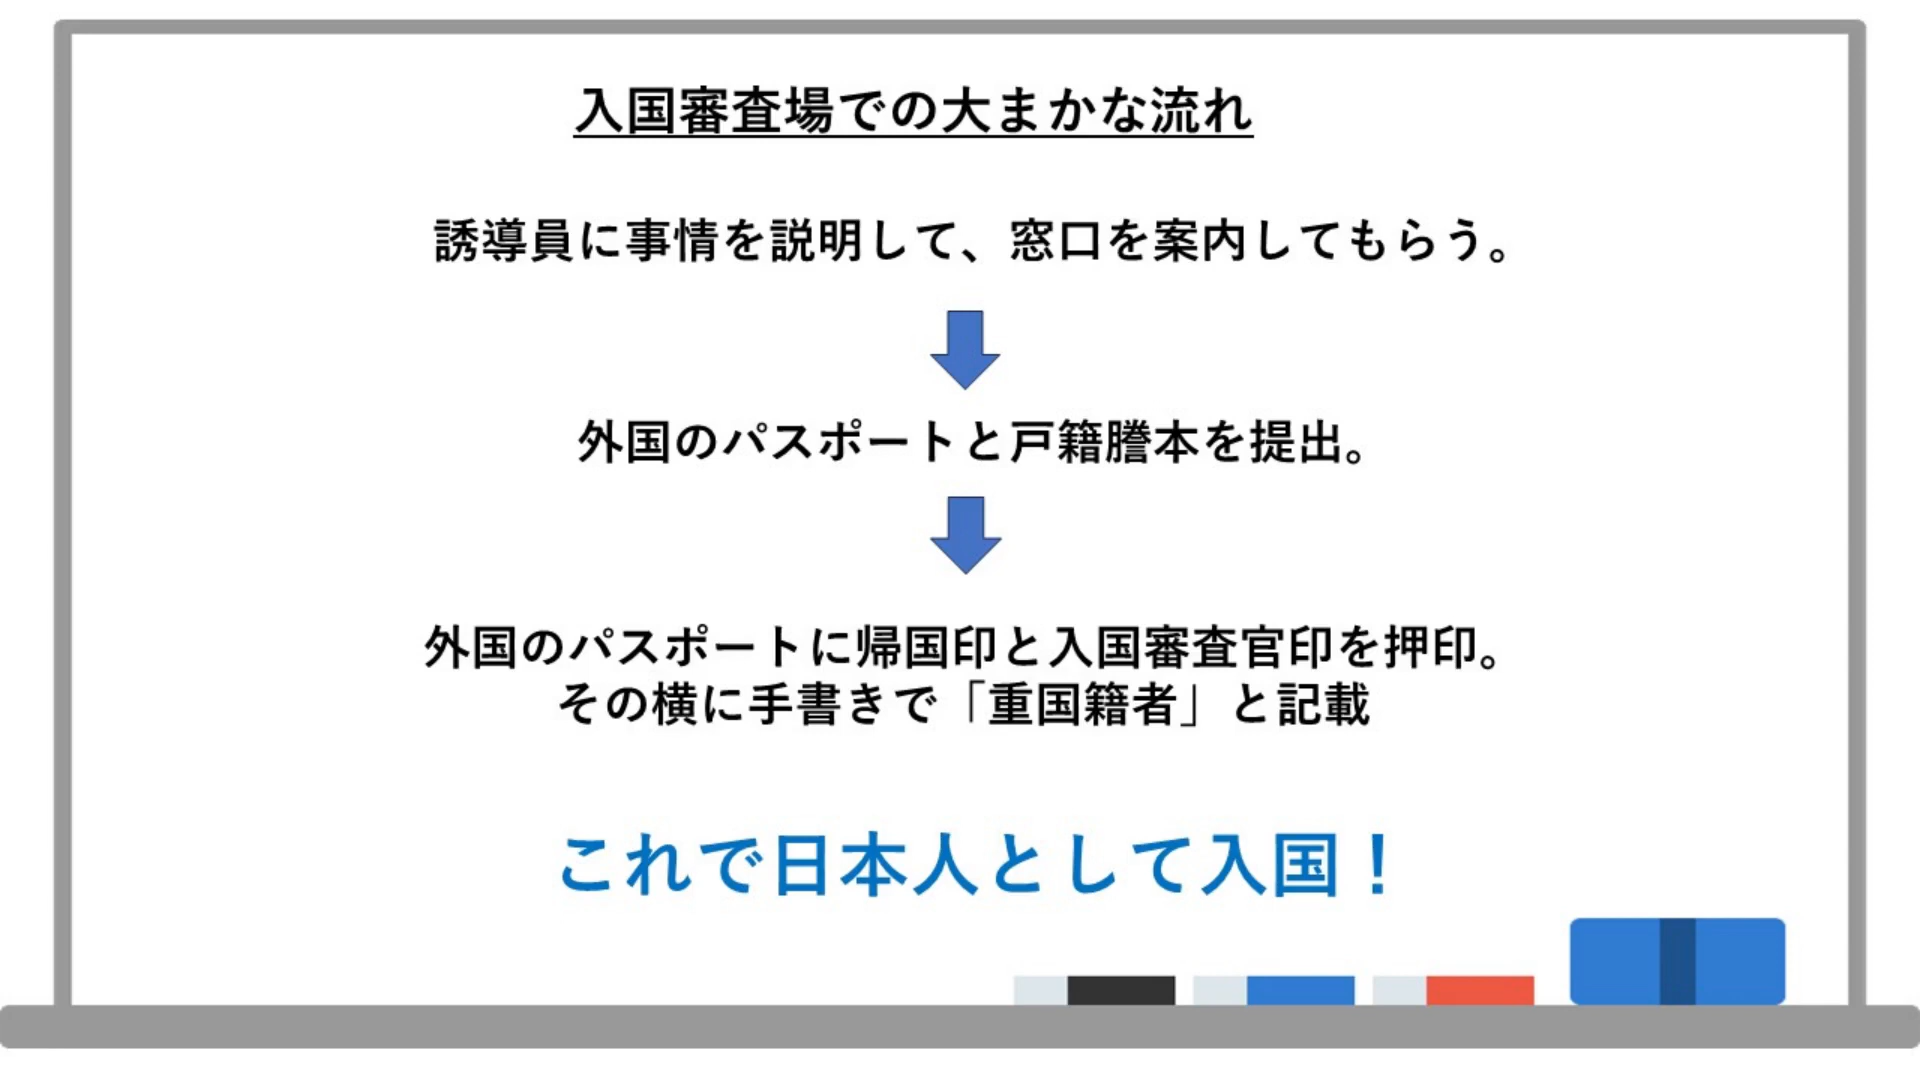 入国審査場での大まかな流れ
誘導員に事情を説明して、窓口を案内してもらう。
外国のパスポートと戸籍謄本を提出。
外国のパスポートに帰国印と入国審査官印を押印。
その横に手書きで「重国籍者」と記載
これで日本人として入国！